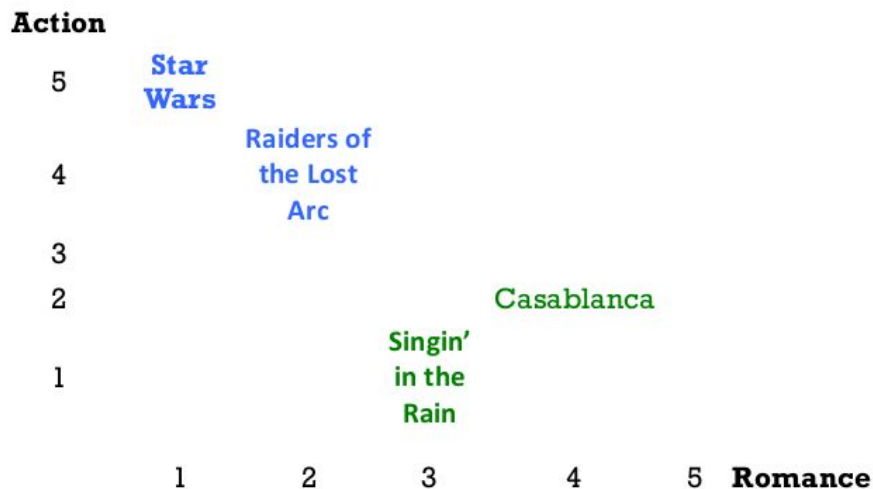 Action
5
Star
Wars
Raiders of
4
the Lost
Arc
3
2
Casablanca
Singin'
1
in the
Rain
1 2 3 4 5 Romance